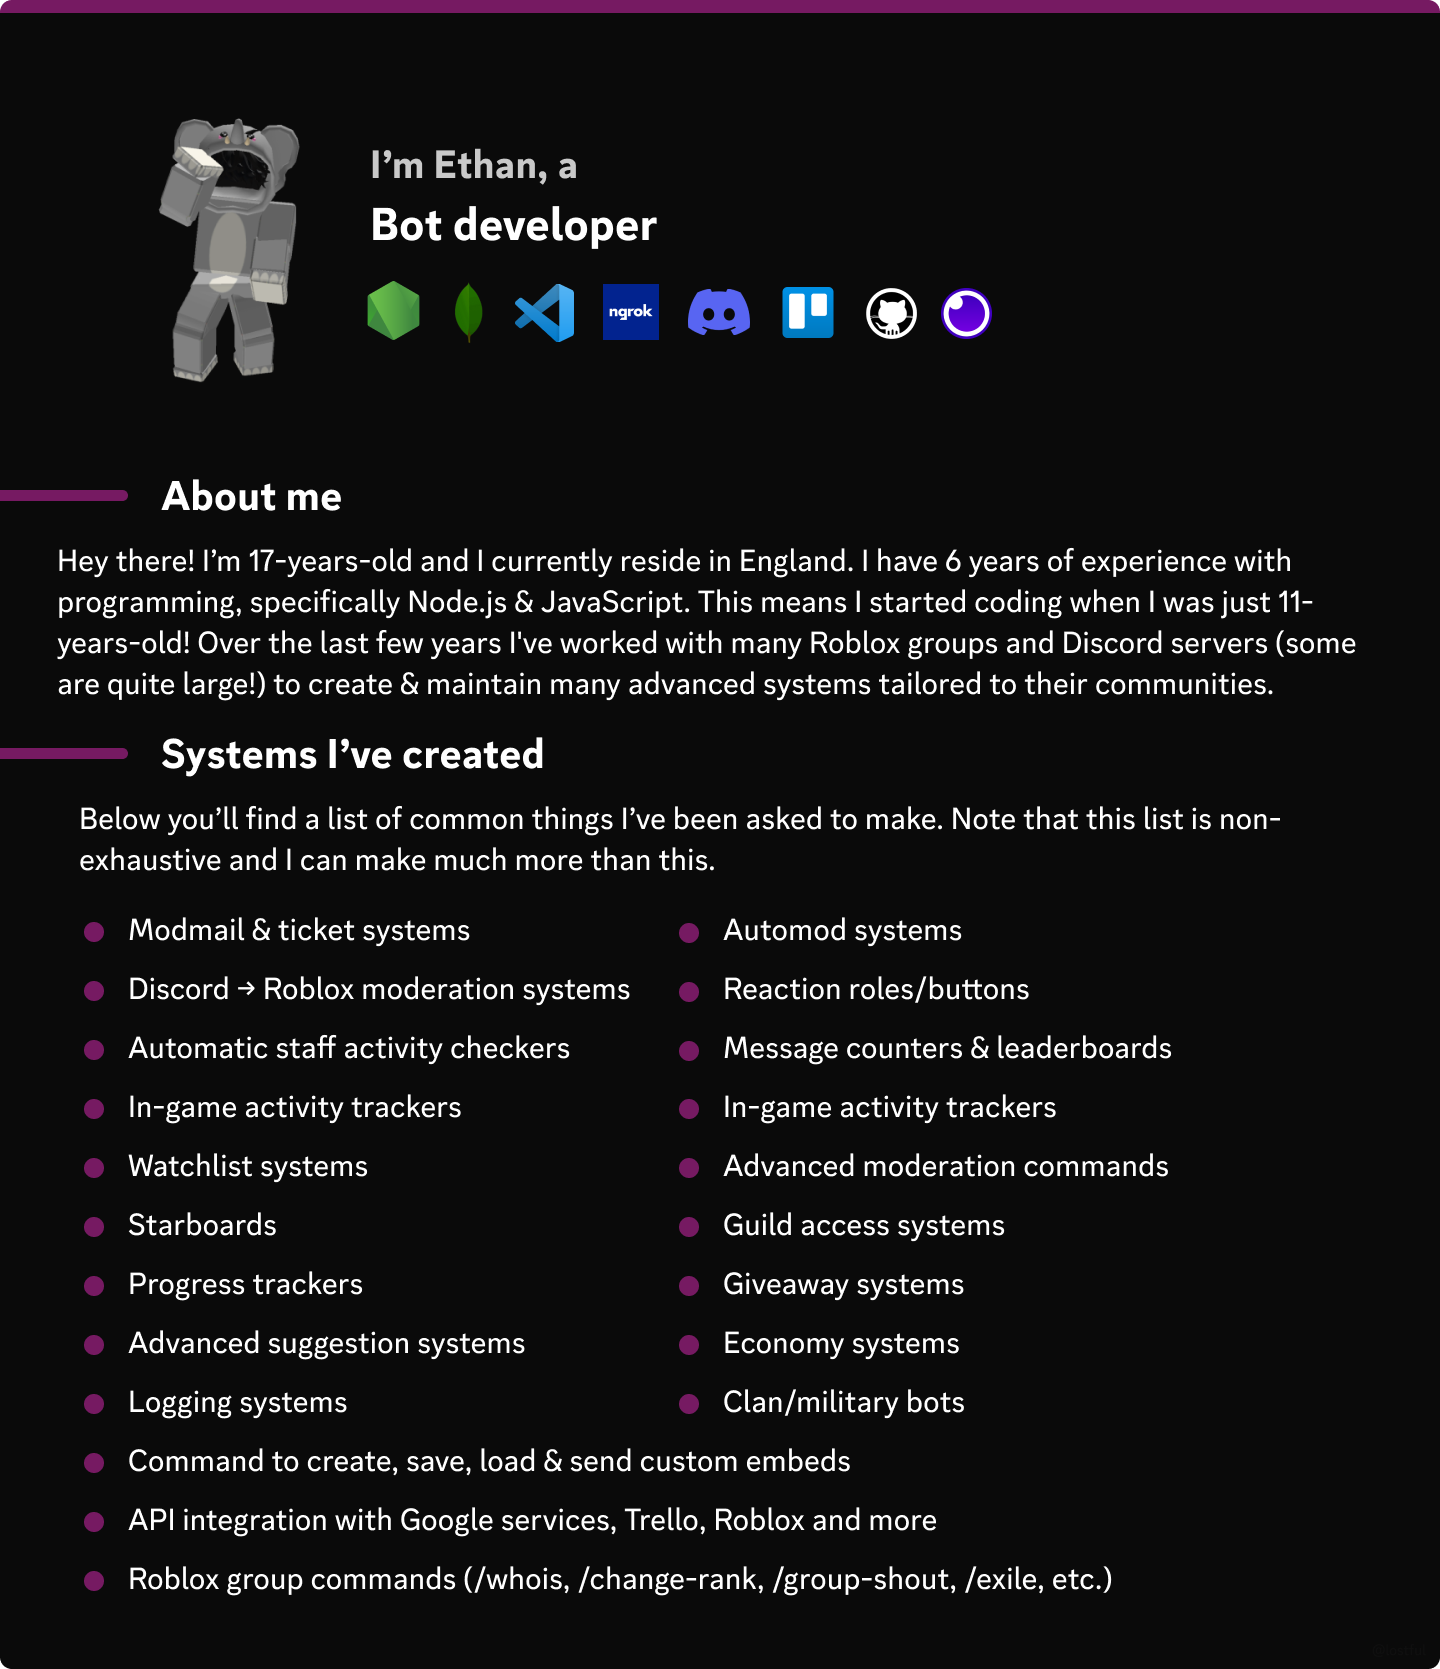 I’m Ethan, a
Bot developer
ngrok
About me
Hey there! I’m 17-years-old and I currently reside in England. I have 6 years of experience with
programming, specifically Node.js & JavaScript. This means I started coding when I was just 11-
years-old! Over the last few years I've worked with many Roblox groups and Discord servers (some
are quite large!) to create & maintain many advanced systems tailored to their communities.
Systems I’ve created
Below you’ll find a list of common things I’ve been asked to make. Note that this list is non-
exhaustive and I can make much more than this.
Modmail & ticket systems
Discord → Roblox moderation systems
Automatic staff activity checkers
In-game activity trackers
Watchlist systems
Starboards
Progress trackers
Advanced suggestion systems
Logging systems
Automod systems
Reaction roles/buttons
Message counters & leaderboards
In-game activity trackers
Advanced moderation commands
Guild access systems
Giveaway systems
Economy systems
Clan/military bots
Command to create, save, load & send custom embeds
API integration with Google services, Trello, Roblox and more
Roblox group commands (/whois, /change-rank, /group-shout, /exile, etc.)